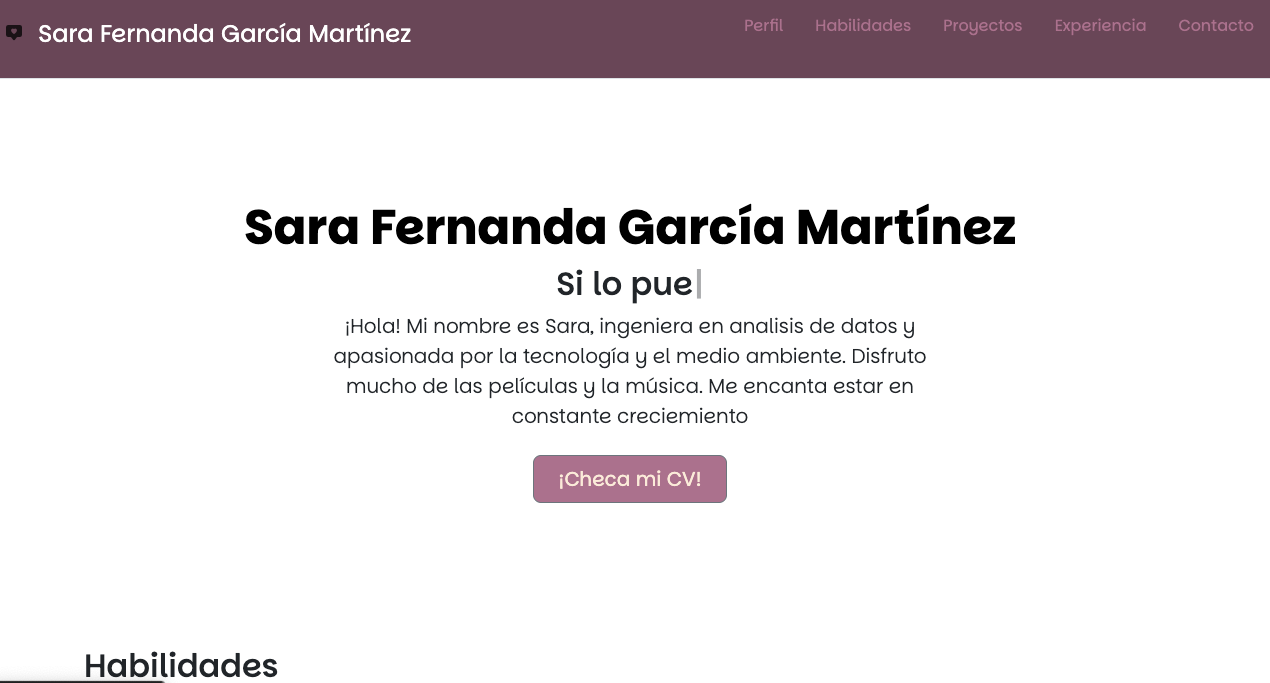 Sara Fernanda García Martínez
Perfil Habilidades Proyectos Experiencia Contacto
Sara Fernanda García Martínez
Si lo pue
¡Hola! Mi nombre es Sara, ingeniera en analisis de datos y
apasionada por la tecnología y el medio ambiente. Disfruto
mucho de las películas y la música. Me encanta estar en
constante creciemiento
¡Checa mi CV!
Habilidades